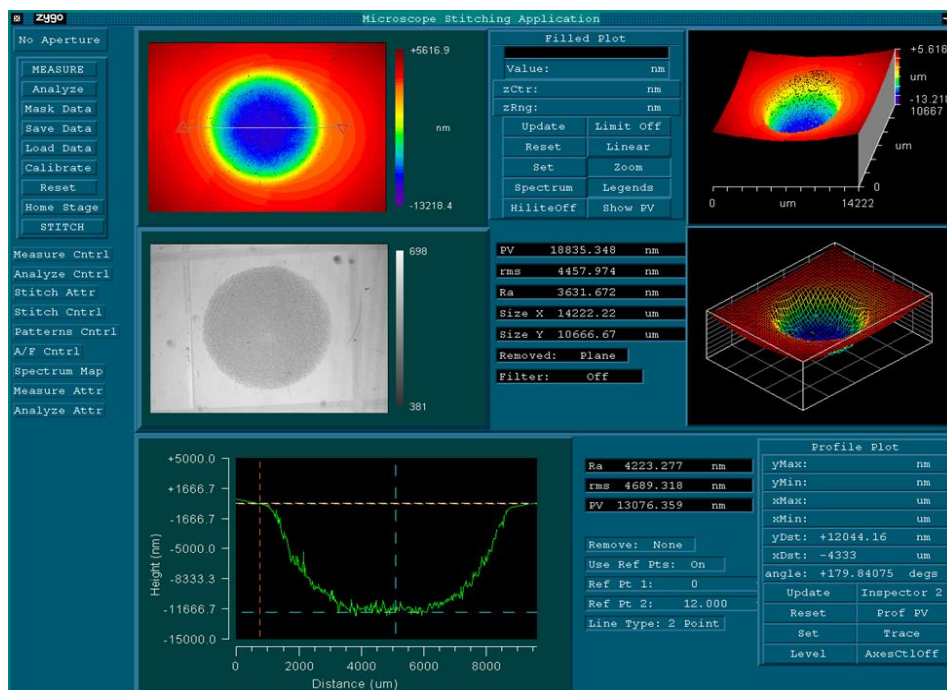 zygo
Microscope Stitching Application
No Aperture
MEASURE
Analyze
Mask Data
Save Data
Load Data
Calibrate
Reset
Home Stage
STITCH
Measure Cntrl
Analyze Cntrl
Stitch Attr
Stitch Cntrl
Patterns Cntrl
A/F Cntrl
Spectrum Map
Measure Attr
Analyze Attr
+5616.9
nm
-13218.4
Filled Plot
Value: nm
zCtr: nm
zRng: nm
Update Limit Off
Reset Linear
Set Zoom
Spectrum Legends
HiliteOff Show PV
+5.616
um
-13.218
10667
um
0
0 um 14222
698
381
PV 18835.348 nm
rms 4457.974 nm
Ra 3631.672 nm
Size X 14222.22 um
Size Y 10666.67 um
Removed: Plane
Filter: Off
+5000.0
+1666.7
-1666.7
-5000.0
-8333.3
-11666.7
-15000.0
Height (nm)
0 2000 4000 6000 8000
Distance (um)
Ra 4223.277 nm
rms 4689.318 nm
PV 13076.359 nm
Remove: None
Use Ref Pts: On
Ref Pt 1: 0
Ref Pt 2: 12.000
Line Type: 2 Point
Profile Plot
yMax: nm
yMin: nm
xMax: um
xMin: um
yDst: +12044.16 nm
xDst: -4333 um
angle: +179.84075 degs
Update Inspector 2
Reset Prof PV
Set Trace
Level AxesCtlOff